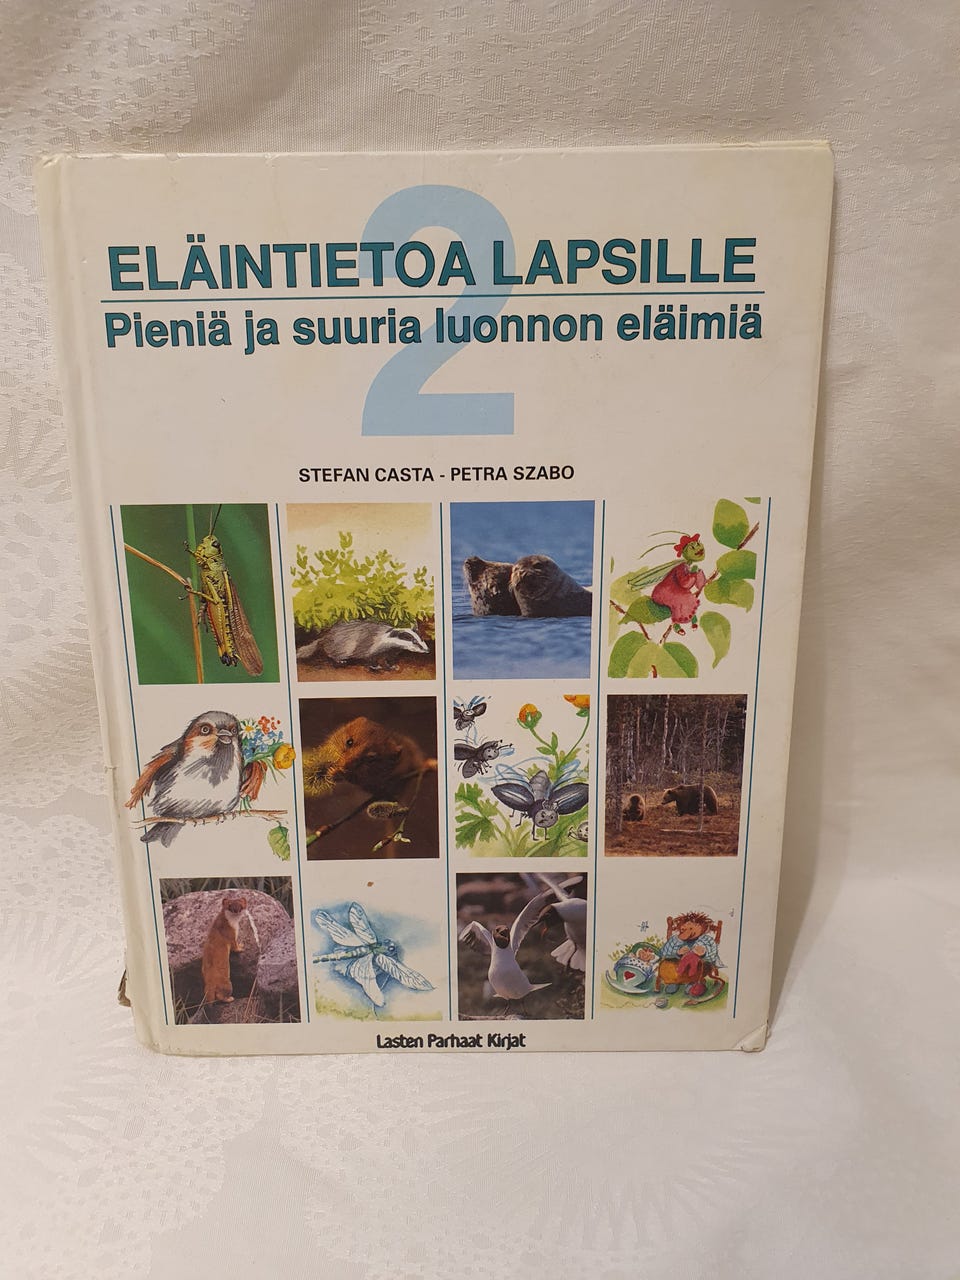 2
ELÄINTIETOA LAPSILLE
Pieniä ja suuria luonnon eläimiä
STEFAN CASTA - PETRA SZABO
Lasten Parhaat Kirjat